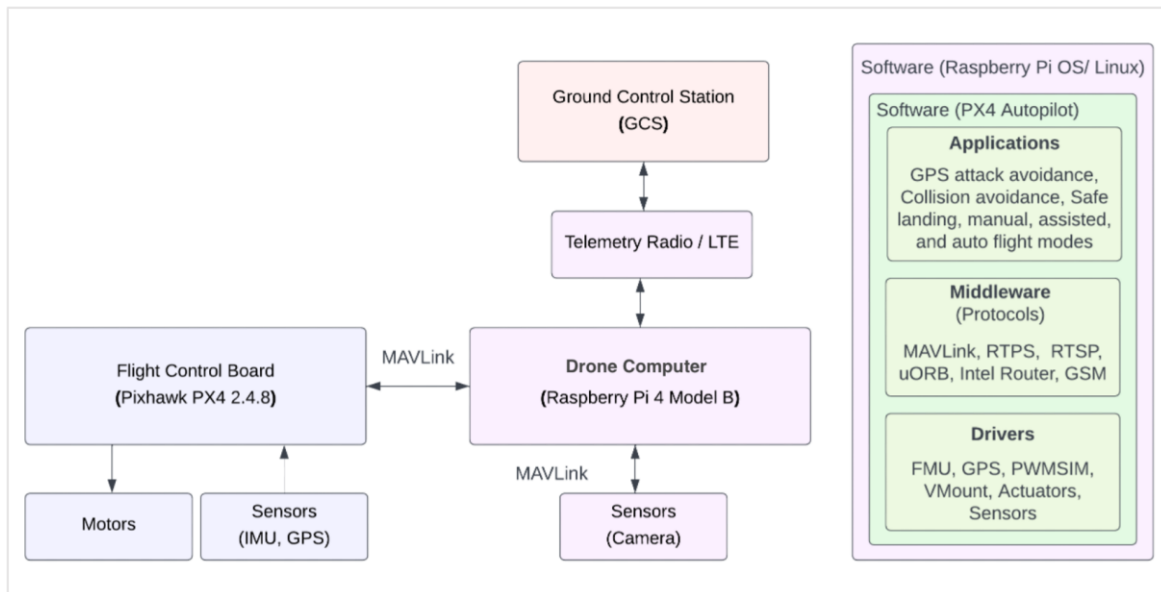 Ground Control Station
(GCS)
Telemetry Radio / LTE
Flight Control Board
(Pixhawk PX4 2.4.8)
MAVLink
Drone Computer
(Raspberry Pi 4 Model B)
MAVLink
Motors
Sensors
(IMU, GPS)
Sensors
(Camera)
Software (Raspberry Pi OS/ Linux)
Software (PX4 Autopilot)
Applications
GPS attack avoidance,
Collision avoidance, Safe
landing, manual, assisted,
and auto flight modes
Middleware
(Protocols)
MAVLink, RTPS, RTSP,
uORB, Intel Router, GSM
Drivers
FMU, GPS, PWMSIM,
VMount, Actuators,
Sensors